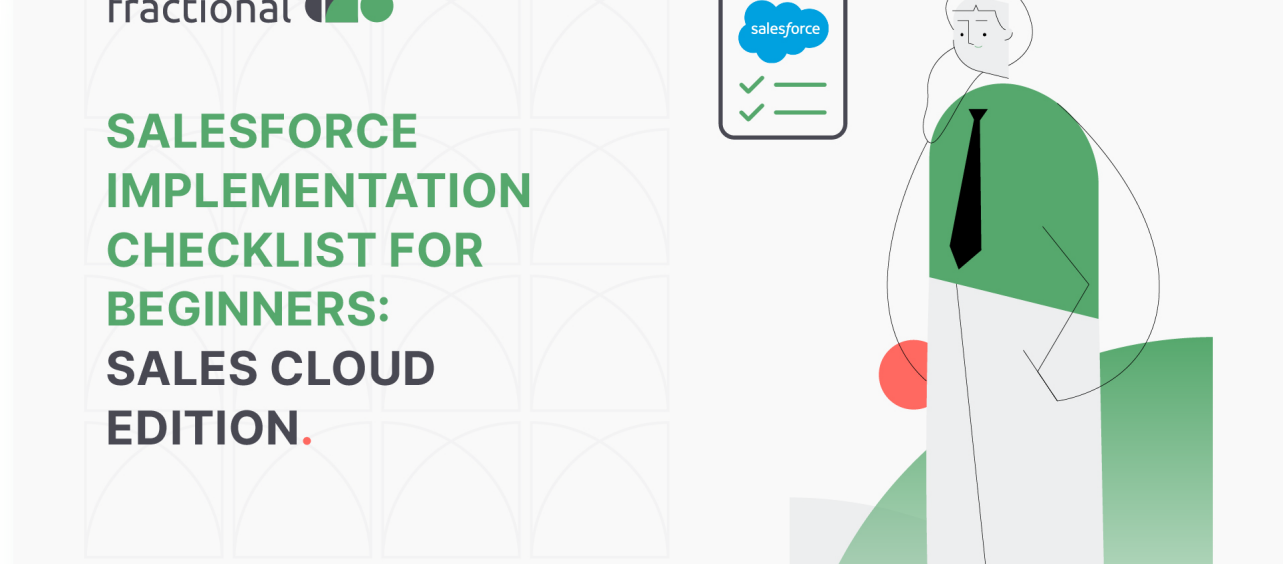 fractional
SALESFORCE
IMPLEMENTATION
CHECKLIST FOR
BEGINNERS:
SALES CLOUD
EDITION.
salesforce